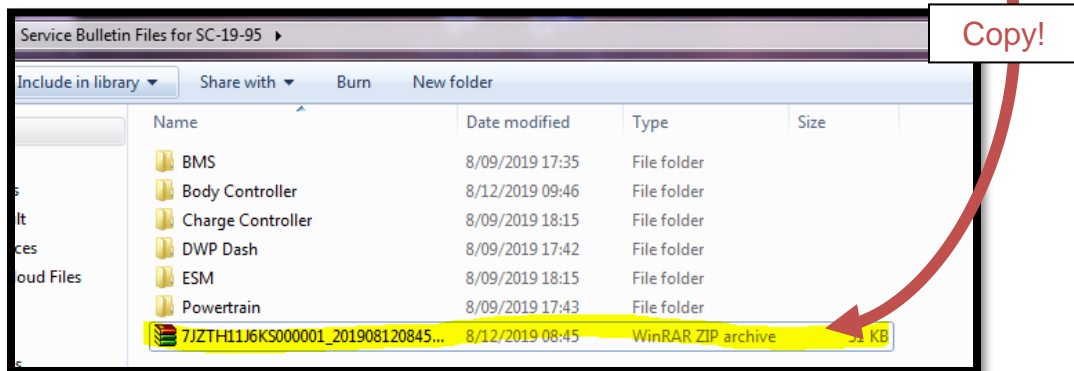 Copy!
Service Bulletin Files for SC-19-95
Include in library Share with Burn New folder
Name Date modified Type Size
BMS 8/09/2019 17:35 File folder
Body Controller 8/12/2019 09:46 File folder
lt Charge Controller 8/09/2019 18:15 File folder
ces DWP Dash 8/09/2019 17:42 File folder
oud Files ESM 8/09/2019 18:15 File folder
Powertrain 8/09/2019 17:43 File folder
7JZTH11J6KS000001_201908120845... 8/12/2019 08:45 WinRAR ZIP archive KB